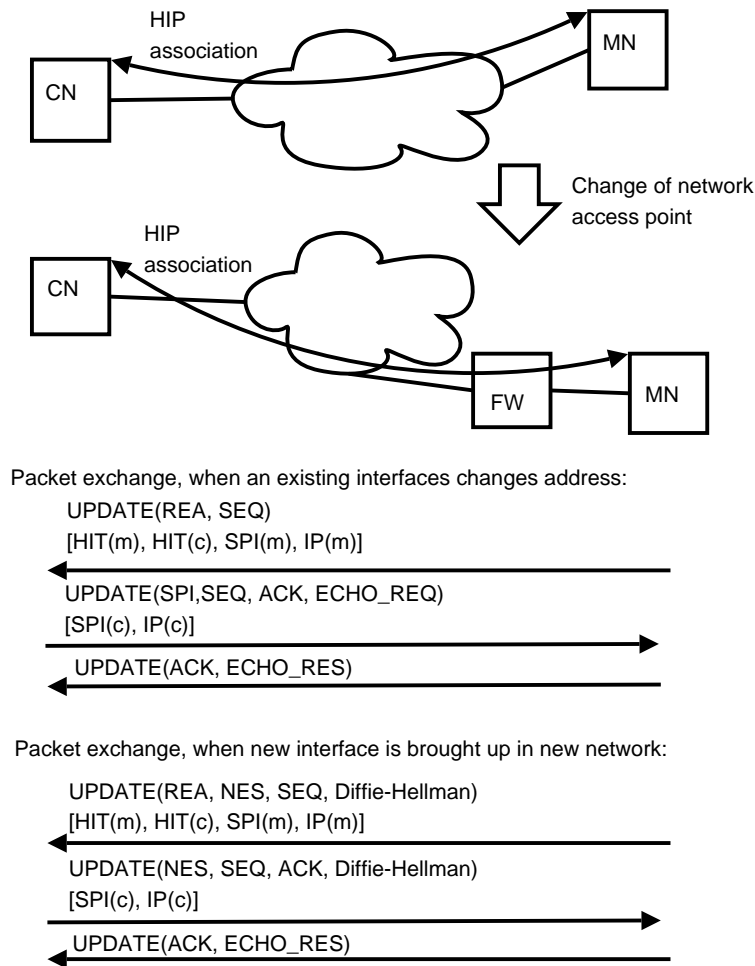 HIP
association
MN
CN
Change of network
access point
HIP
association
CN
FW
MN
Packet exchange, when an existing interfaces changes address:
UPDATE(REA, SEQ)
[HIT(m), HIT(c), SPI(m), IP(m)]
UPDATE(SPI,SEQ, ACK, ECHO_REQ)
[SPI(c), IP(c)]
UPDATE(ACK, ECHO_RES)
Packet exchange, when new interface is brought up in new network:
UPDATE(REA, NES, SEQ, Diffie-Hellman)
[HIT(m), HIT(c), SPI(m), IP(m)]
UPDATE(NES, SEQ, ACK, Diffie-Hellman)
[SPI(c), IP(c)]
UPDATE(ACK, ECHO_RES)